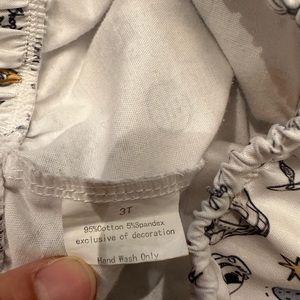 3T
95%Cotton 5%Spandex
exclusive of decoration
Hand Wash Only